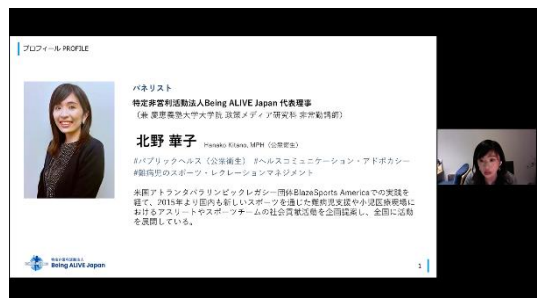 プロフィール PROFILE
パネリスト
特定非営利活動法人Being ALIVE Japan 代表理事
（兼 慶應義塾大学大学院 政策メディア研究科 非常勤講師）
北野 華子 Hanako Kitano, MPH（公衆衛生）
#パブリックヘルス（公衆衛生） #ヘルスコミュニケーション・アドボカシー
#難病児のスポーツ・レクレーションマネジメント
米国アトランタパラリンピックレガシー団体BlazeSports Americaでの実践を
経て、2015年より国内も新しいスポーツを通じた難病児支援や小児医療現場に
おけるアスリートやスポーツチームの社会貢献活動を企画提案し、全国に活動
を展開している。
特定非営利活動法人
Being ALIVE Japan
1